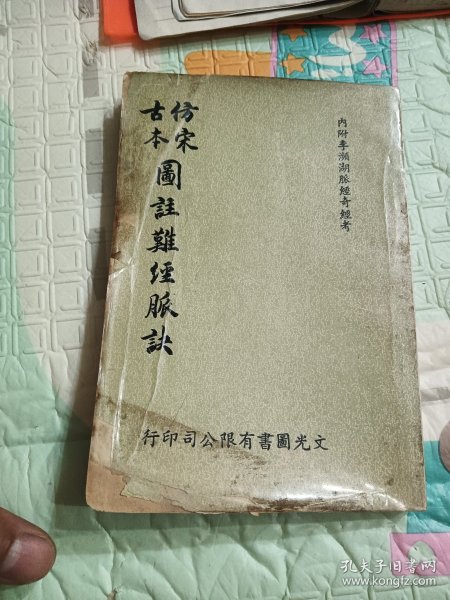 內附李瀕湖脈經奇經考
仿宋
古本
圖註難經脈訣
文光圖書有限公司印行
孔夫子旧书网
www.kongfz.com